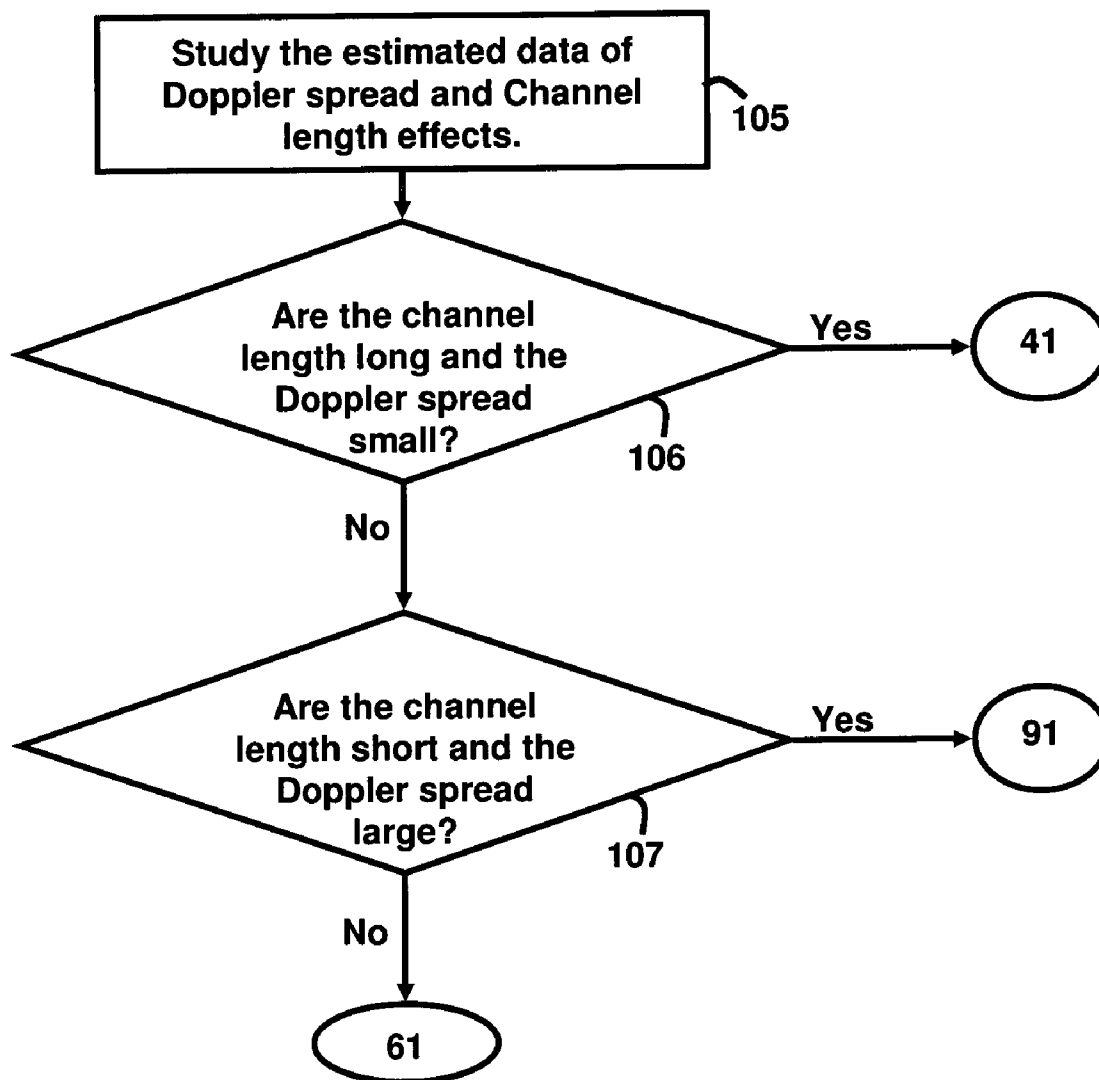 Study the estimated data of
Doppler spread and Channel
length effects.
105
Are the channel
length long and the
Doppler spread
small?
Yes
41
106
No
Are the channel
length short and the
Doppler spread
large?
Yes
91
107
No
61